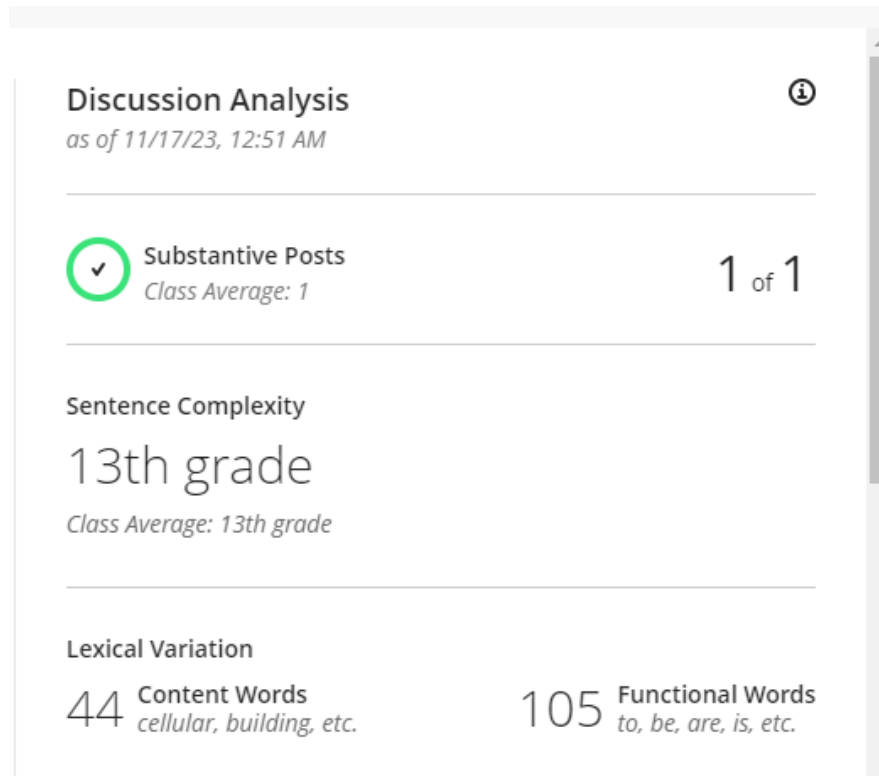 Discussion Analysis
as of 11/17/23, 12:51 AM
Substantive Posts
Class Average: 1
1 of 1
Sentence Complexity
13th grade
Class Average: 13th grade
Lexical Variation
44 Content Words
cellular, building, etc.
105 Functional Words
to, be, are, is, etc.